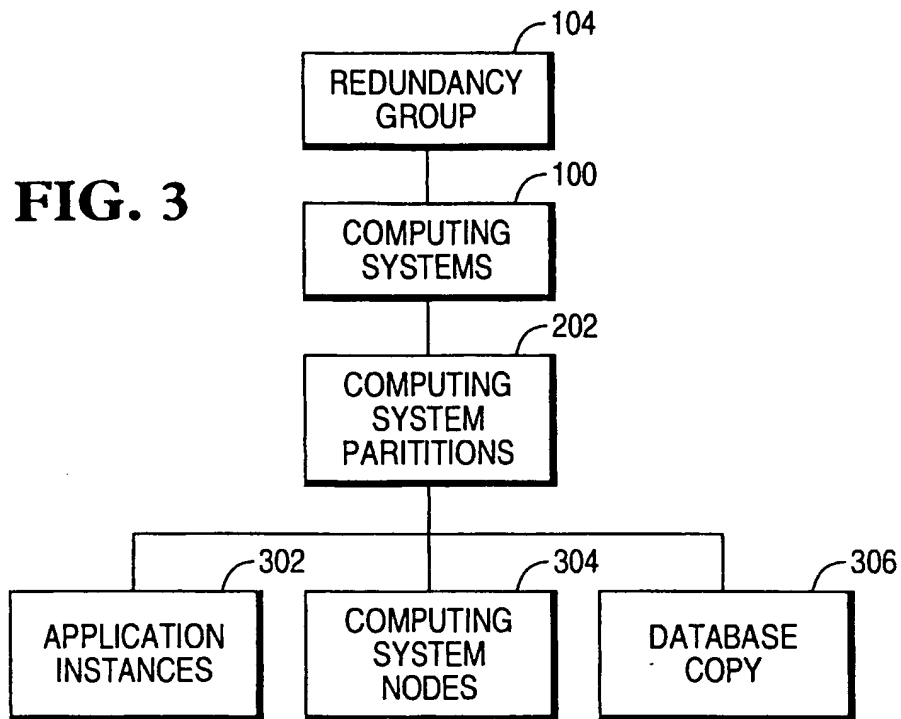 104
REDUNDANCY
GROUP
FIG. 3
100
COMPUTING
SYSTEMS
202
COMPUTING
SYSTEM
PARITITIONS
302
APPLICATION
INSTANCES
304
COMPUTING
SYSTEM
NODES
306
DATABASE
COPY